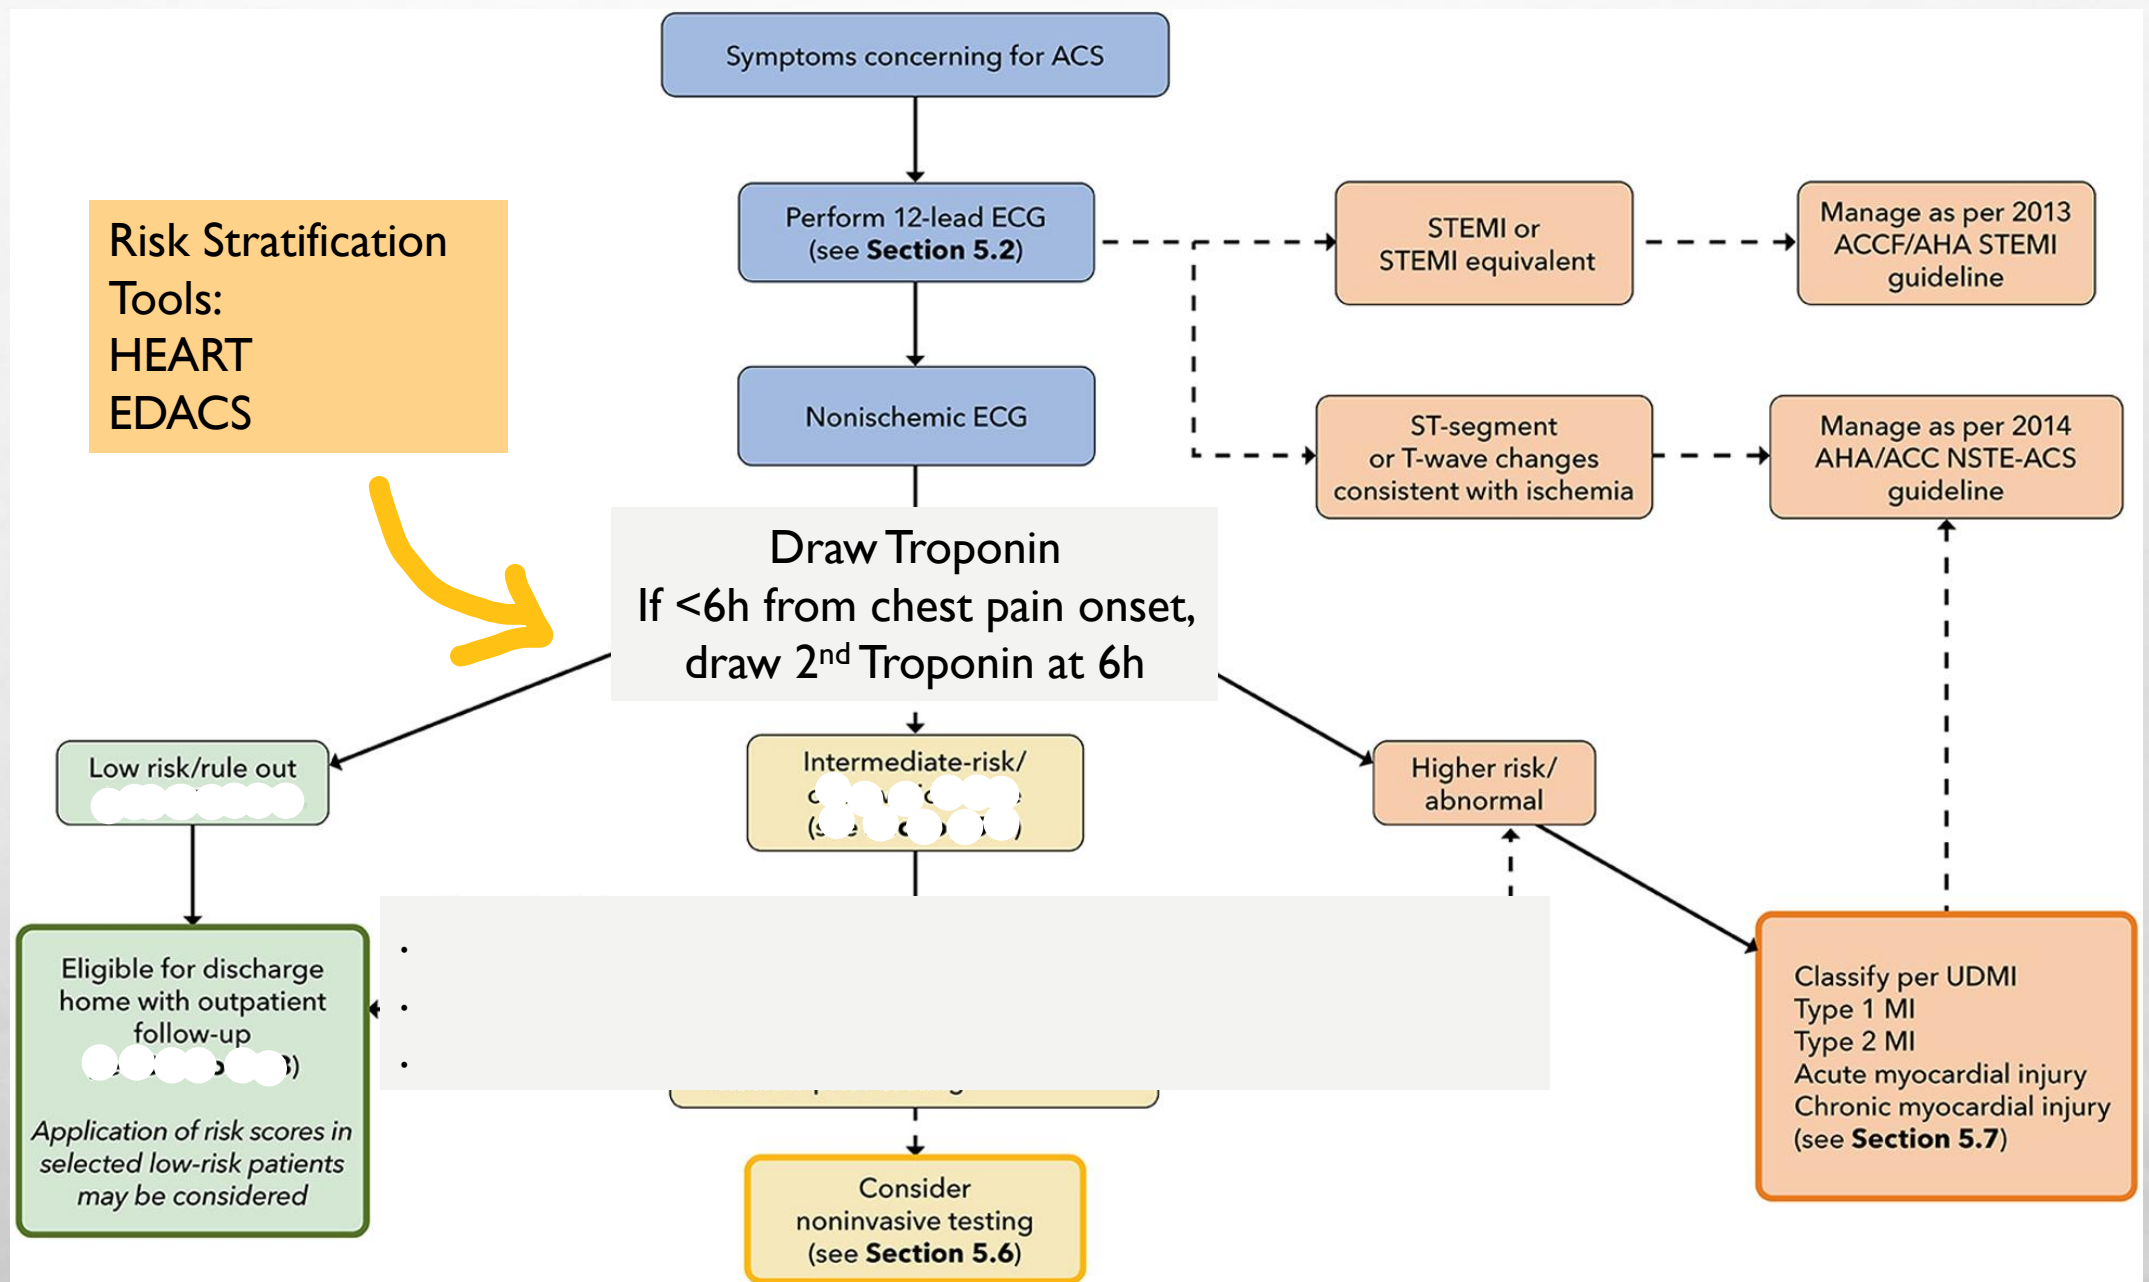 Symptoms concerning for ACS
Perform 12-lead ECG
(see Section 5.2)
STEMI or
STEMI equivalent
Manage as per 2013
ACCF/AHA STEMI
guideline
Risk Stratification
Tools:
HEART
EDACS
Nonischemic ECG
ST-segment
or T-wave changes
consistent with ischemia
Manage as per 2014
AHA/ACC NSTE-ACS
guideline
Draw Troponin
If <6h from chest pain onset,
draw 2nd Troponin at 6h
Low risk/rule out
Intermediate-risk/
Higher risk/
abnormal
Eligible for discharge
home with outpatient
follow-up
Application of risk scores in
selected low-risk patients
may be considered
Classify per UDMI
Type 1 MI
Type 2 MI
Acute myocardial injury
Chronic myocardial injury
(see Section 5.7)
Consider
noninvasive testing
(see Section 5.6)